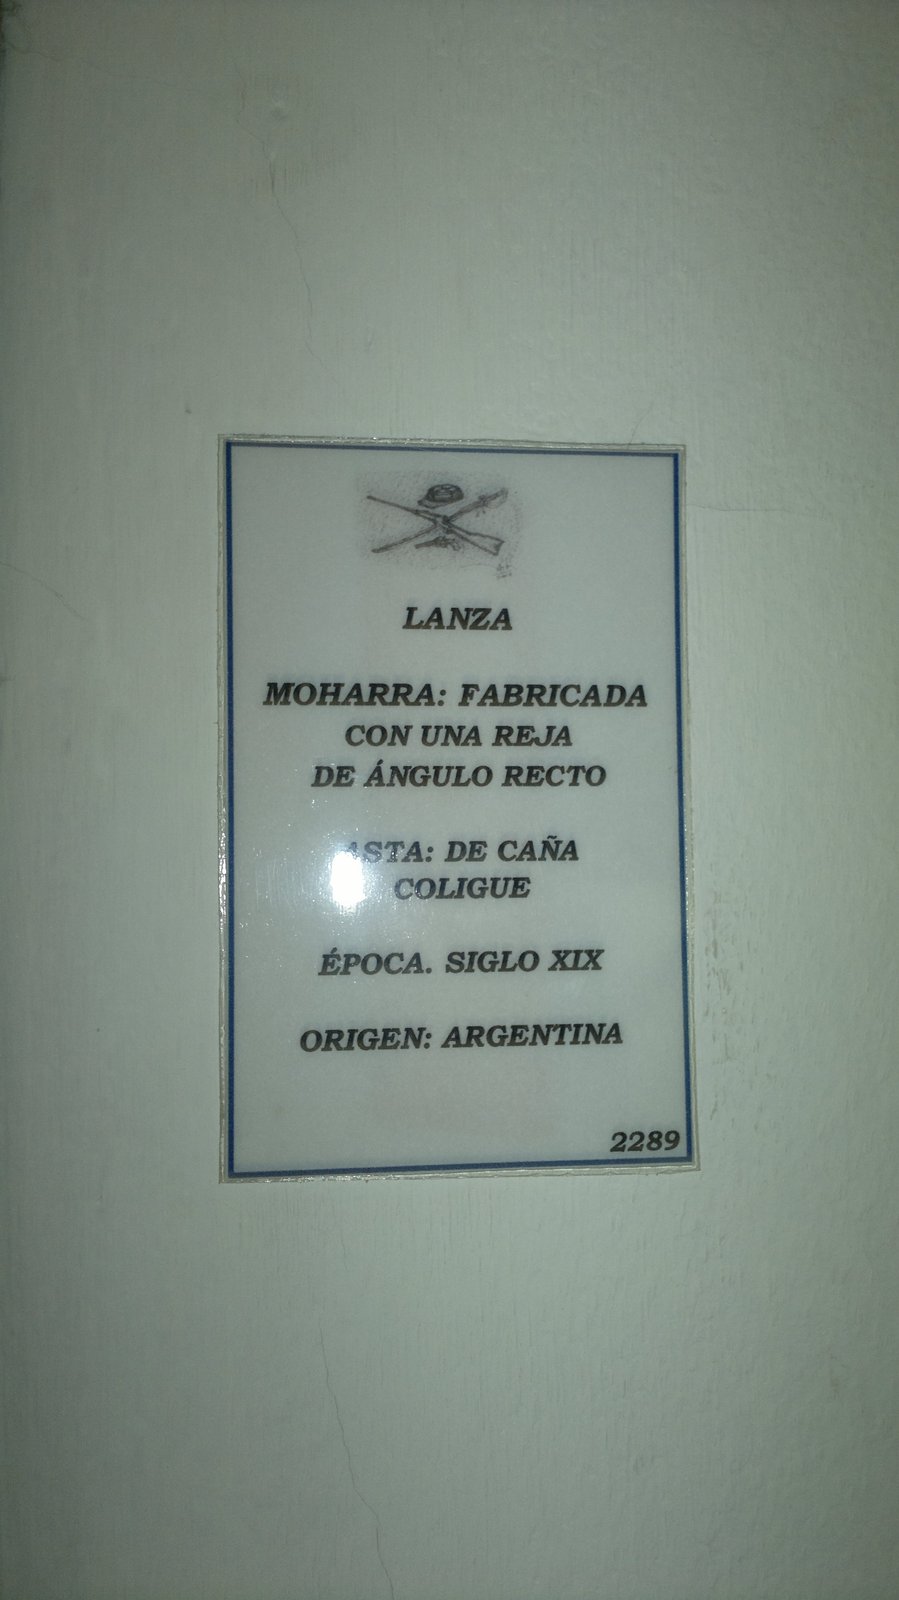 LANZA
MOHARRA: FABRICADA
CON UNA REJA
DE ÁNGULO RECTO
ASTA: DE CAÑA
COLIGUE
ÉPOCA. SIGLO XIX
ORIGEN: ARGENTINA
2289